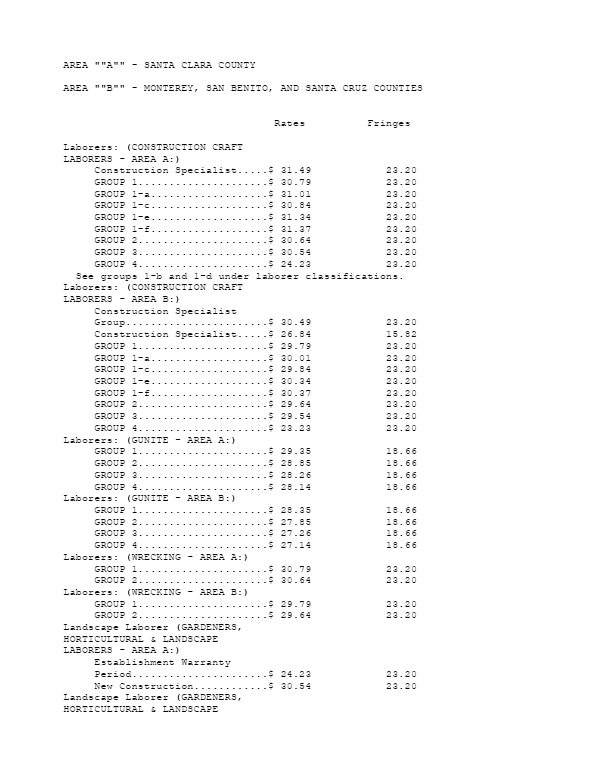 AREA ""A"" - SANTA CLARA COUNTY
AREA ""B"" - MONTEREY, SAN BENITO, AND SANTA CRUZ COUNTIES
Rates Fringes
Laborers: (CONSTRUCTION CRAFT
LABORERS - AREA A:)
Construction Specialist.....$ 31.49 23.20
GROUP 1.....................$ 30.79 23.20
GROUP 1-a...................$ 31.01 23.20
GROUP 1-c...................$ 30.84 23.20
GROUP 1-e...................$ 31.34 23.20
GROUP 1-f...................$ 31.37 23.20
GROUP 2.....................$ 30.64 23.20
GROUP 3.....................$ 30.54 23.20
GROUP 4.....................$ 24.23 23.20
See groups 1-b and 1-d under laborer classifications.
Laborers: (CONSTRUCTION CRAFT
LABORERS - AREA B:)
Construction Specialist
Group.......................$ 30.49 23.20
Construction Specialist.....$ 26.84 15.82
GROUP 1.....................$ 29.79 23.20
GROUP 1-a...................$ 30.01 23.20
GROUP 1-c...................$ 29.84 23.20
GROUP 1-e...................$ 30.34 23.20
GROUP 1-f...................$ 30.37 23.20
GROUP 2.....................$ 29.64 23.20
GROUP 3.....................$ 29.54 23.20
GROUP 4.....................$ 23.23 23.20
Laborers: (GUNITE - AREA A:)
GROUP 1.....................$ 29.35 18.66
GROUP 2.....................$ 28.85 18.66
GROUP 3.....................$ 28.26 18.66
GROUP 4.....................$ 28.14 18.66
Laborers: (GUNITE - AREA B:)
GROUP 1.....................$ 28.35 18.66
GROUP 2.....................$ 27.85 18.66
GROUP 3.....................$ 27.26 18.66
GROUP 4.....................$ 27.14 18.66
Laborers: (WRECKING - AREA A:)
GROUP 1.....................$ 30.79 23.20
GROUP 2.....................$ 30.64 23.20
Laborers: (WRECKING - AREA B:)
GROUP 1.....................$ 29.79 23.20
GROUP 2.....................$ 29.64 23.20
Landscape Laborer (GARDENERS,
HORTICULTURAL & LANDSCAPE
LABORERS - AREA A:)
Establishment Warranty
Period......................$ 24.23 23.20
New Construction............$ 30.54 23.20
Landscape Laborer (GARDENERS,
HORTICULTURAL & LANDSCAPE